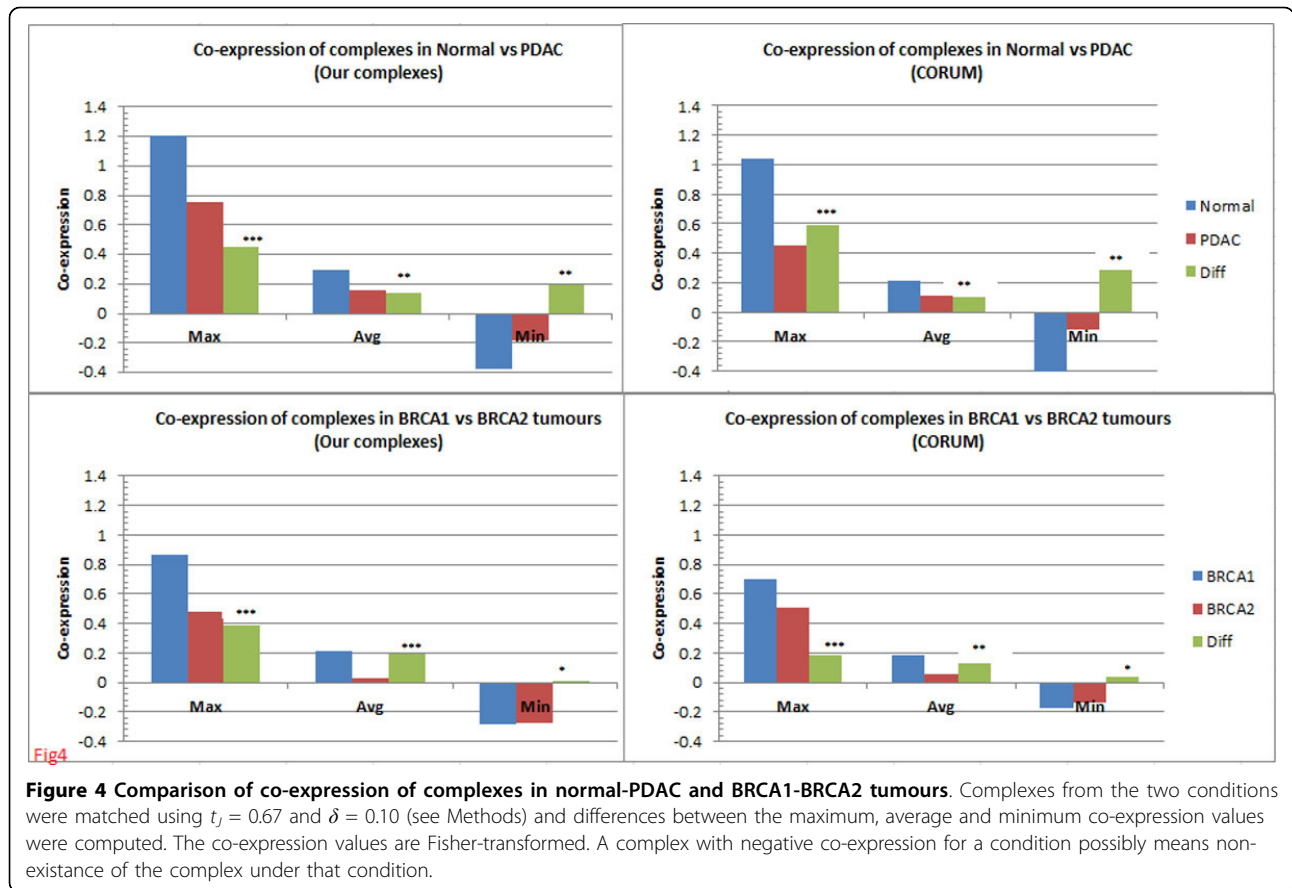 Co-expression of complexes in Normal vs PDAC
(Our complexes)
Co-expression
1.4
1.2
1
0.8
0.6
0.4
0.2
0
-0.2
-0.4
***
**
**
Max
Avg
Min
Co-expression of complexes in Normal vs PDAC
(CORUM)
Co-expression
1.4
1.2
1
0.8
0.6
0.4
0.2
0
-0.2
-0.4
***
**
**
Max
Avg
Min
Normal
PDAC
Diff
Co-expression of complexes in BRCA1 vs BRCA2 tumours
(Our complexes)
Co-expression
1.4
1.2
1
0.8
0.6
0.4
0.2
0
-0.2
-0.4
***
***
*
Max
Avg
Min
Fig4
Co-expression of complexes in BRCA1 vs BRCA2 tumours
(CORUM)
Co-expression
1.4
1.2
1
0.8
0.6
0.4
0.2
0
-0.2
-0.4
***
**
*
Max
Avg
Min
BRCA1
BRCA2
Diff
Figure 4 Comparison of co-expression of complexes in normal-PDAC and BRCA1-BRCA2 tumours. Complexes from the two conditions
were matched using tJ = 0.67 and δ = 0.10 (see Methods) and differences between the maximum, average and minimum co-expression values
were computed. The co-expression values are Fisher-transformed. A complex with negative co-expression for a condition possibly means non-
existance of the complex under that condition.